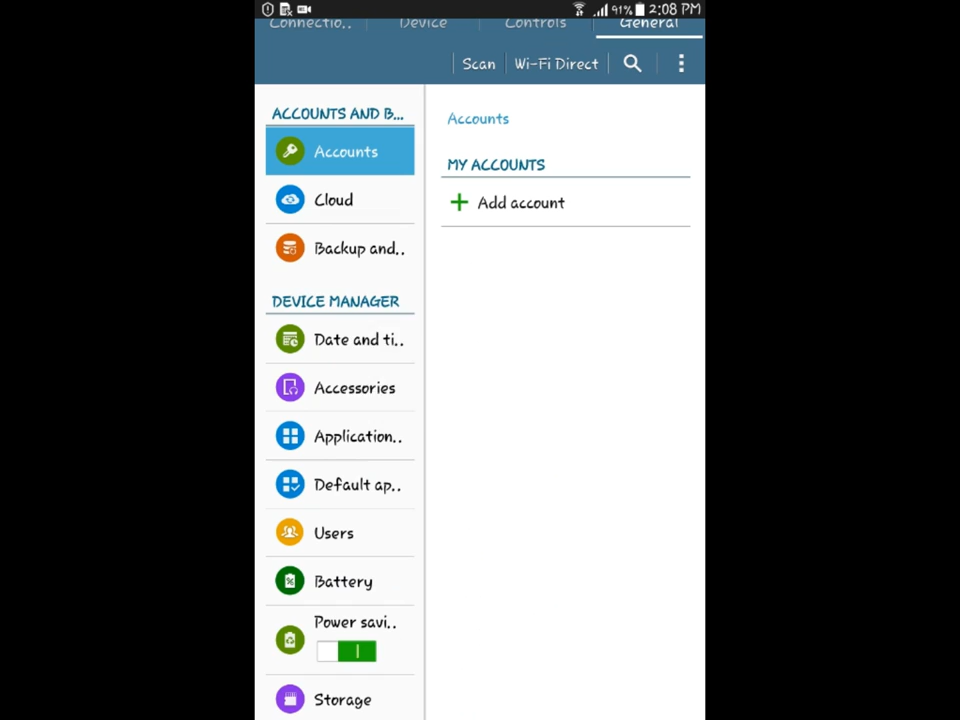 91% 2:08 PM
Connectio.. Device Controls General
Scan Wi-Fi Direct
ACCOUNTS AND B...
Accounts
Cloud
Backup and..
DEVICE MANAGER
Date and ti..
Accessories
Application..
Default ap..
Users
Battery
Power savi..
Storage
Accounts
MY ACCOUNTS
Add account